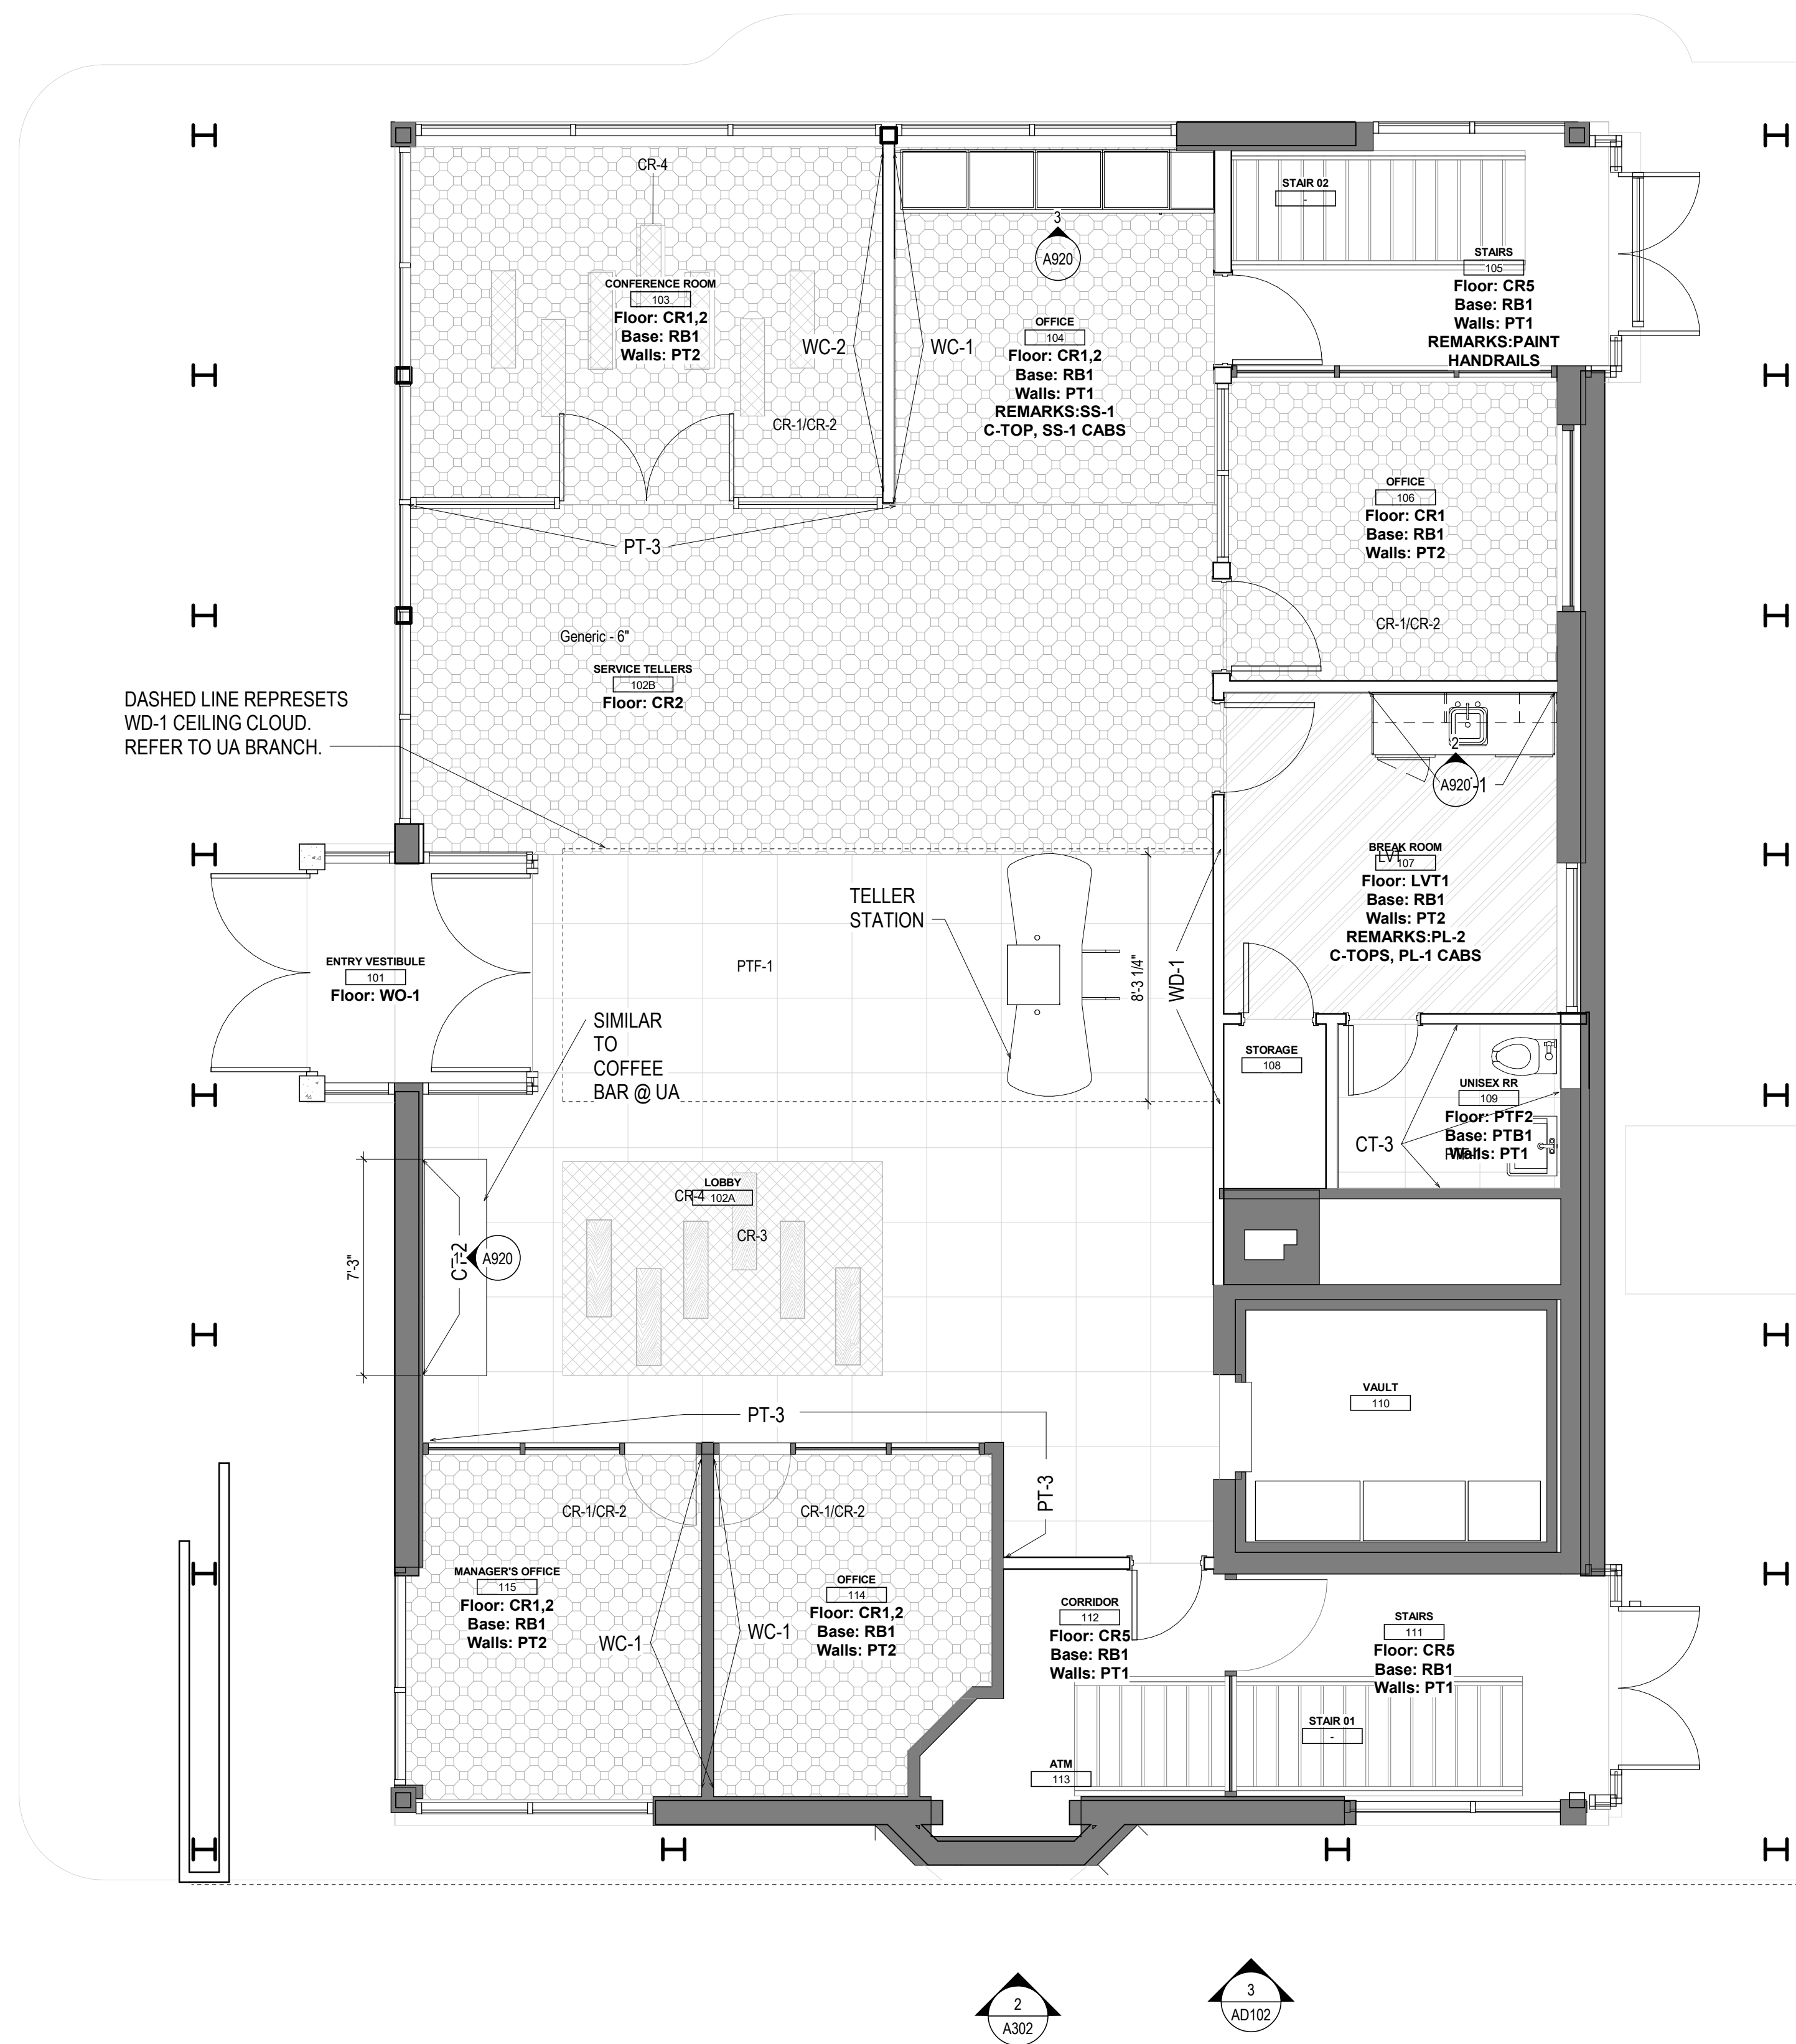 CR-4
STAIR 02
-
3
A920
STAIRS
105
Floor: CR5
Base: RB1
Walls: PT1
REMARKS:PAINT
HANDRAILS
CONFERENCE ROOM
103
Floor: CR1,2
Base: RB1
Walls: PT2
WC-2
WC-1
OFFICE
104
Floor: CR1,2
Base: RB1
Walls: PT1
REMARKS:SS-1
C-TOP, SS-1 CABS
CR-1/CR-2
OFFICE
106
Floor: CR1
Base: RB1
Walls: PT2
PT-3
CR-1/CR-2
Generic - 6"
SERVICE TELLERS
102B
Floor: CR2
DASHED LINE REPRESETS
WD-1 CEILING CLOUD.
REFER TO UA BRANCH.
2
A920
-1
BREAK ROOM
LVT
107
Floor: LVT1
Base: RB1
Walls: PT2
REMARKS:PL-2
C-TOPS, PL-1 CABS
TELLER
STATION
ENTRY VESTIBULE
101
Floor: WO-1
PTF-1
8'-3 1/4"
WD-1
SIMILAR
TO
COFFEE
BAR @ UA
STORAGE
108
UNISEX RR
109
Floor: PTF2
Base: PTB1
Walls: PT1
CT-3
LOBBY
CR-4
102A
CR-3
7'-3"
CT-2
1
A920
VAULT
110
PT-3
PT-3
CR-1/CR-2
CR-1/CR-2
MANAGER'S OFFICE
115
Floor: CR1,2
Base: RB1
Walls: PT2
WC-1
WC-1
OFFICE
114
Floor: CR1,2
Base: RB1
Walls: PT2
CORRIDOR
112
Floor: CR5
Base: RB1
Walls: PT1
STAIRS
111
Floor: CR5
Base: RB1
Walls: PT1
STAIR 01
-
ATM
113
2
A302
3
AD102